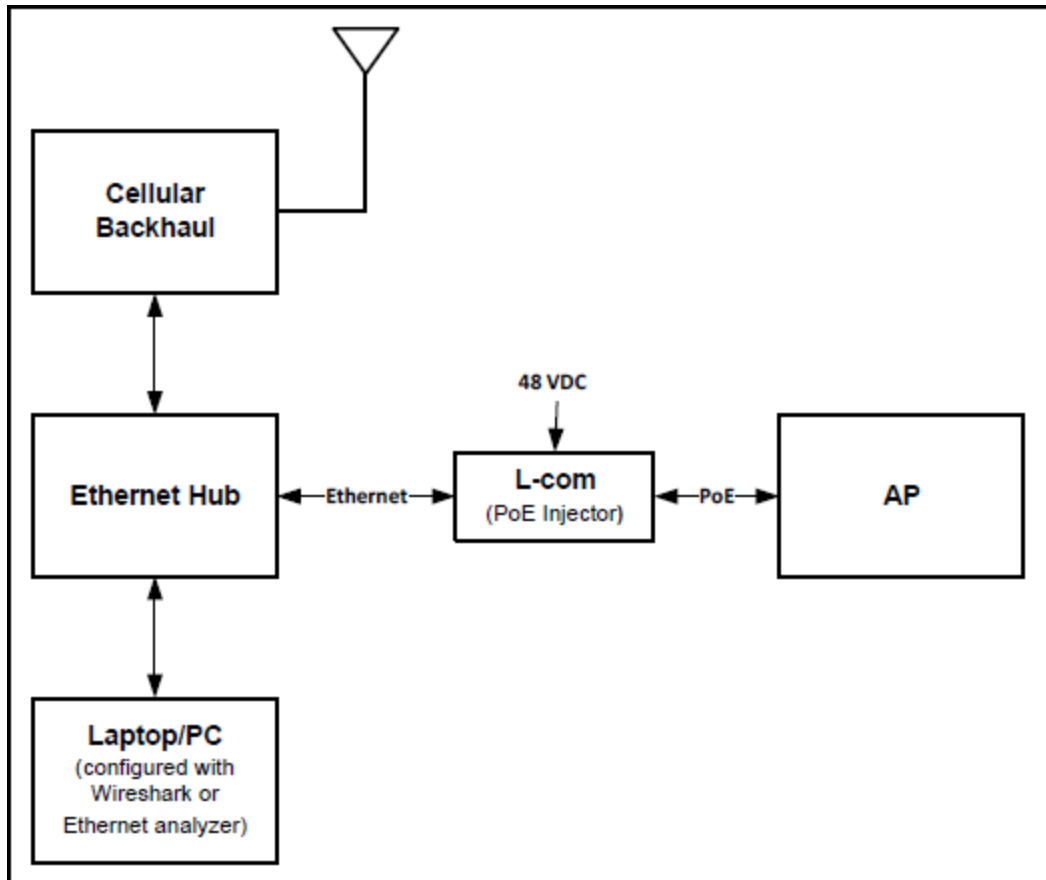 Cellular
Backhaul
48 VDC
Ethernet Hub
Ethernet
L-com
(PoE Injector)
PoE
AP
Laptop/PC
(configured with
Wireshark or
Ethernet analyzer)